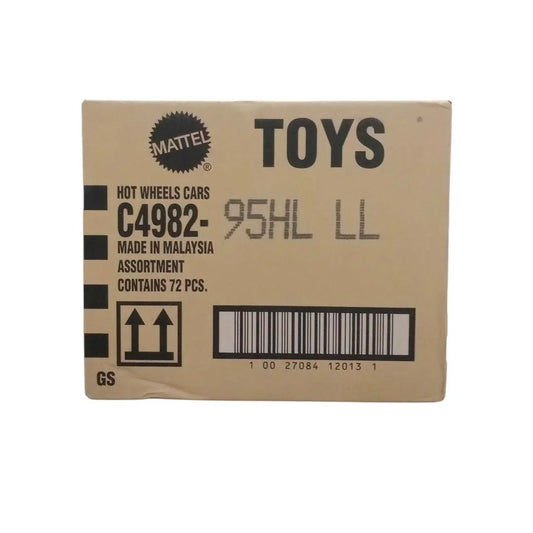 MATTEL
®
TOYS
HOT WHEELS CARS
C4982- 95HL LL
MADE IN MALAYSIA
ASSORTMENT
CONTAINS 72 PCS.
1 00 27084 12013 1
GS